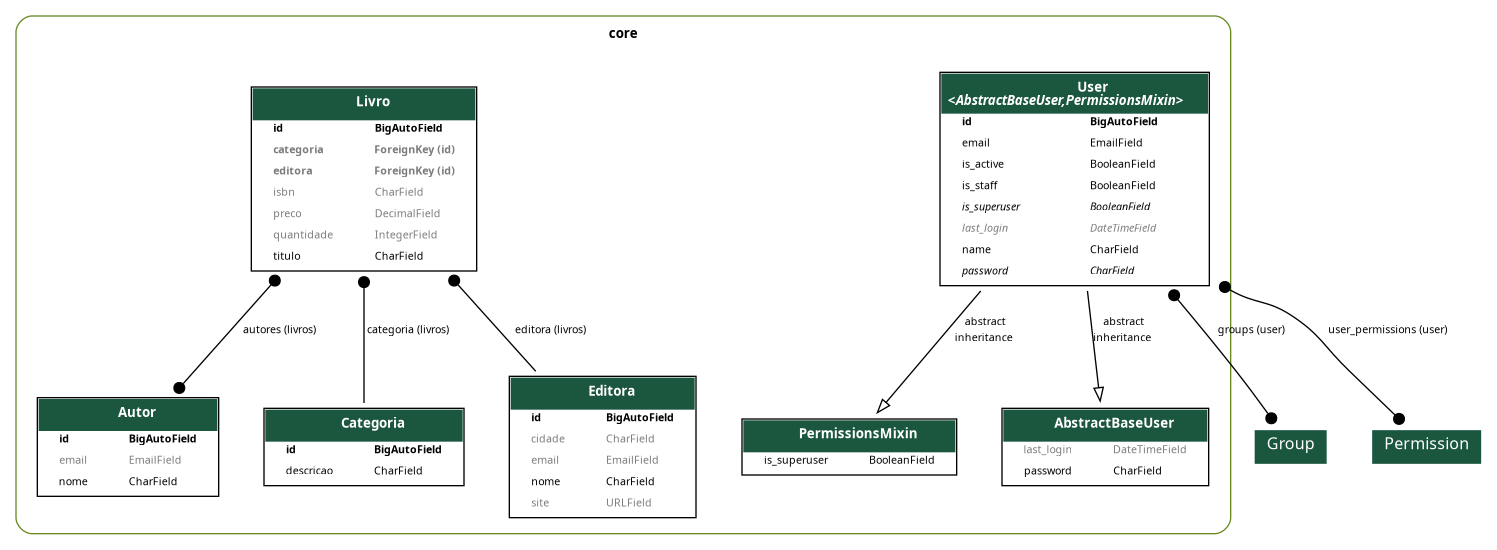 core
Livro
id BigAutoField
categoria ForeignKey (id)
editora ForeignKey (id)
isbn CharField
preco DecimalField
quantidade IntegerField
titulo CharField
User
<AbstractBaseUser,PermissionsMixin>
id BigAutoField
email EmailField
is_active BooleanField
is_staff BooleanField
is_superuser BooleanField
last_login DateTimeField
name CharField
password CharField
autores (livros)
categoria (livros)
editora (livros)
abstract
inheritance
abstract
inheritance
groups (user)
user_permissions (user)
Autor
id BigAutoField
email EmailField
nome CharField
Categoria
id BigAutoField
descricao CharField
Editora
id BigAutoField
cidade CharField
email EmailField
nome CharField
site URLField
PermissionsMixin
is_superuser BooleanField
AbstractBaseUser
last_login DateTimeField
password CharField
Group
Permission